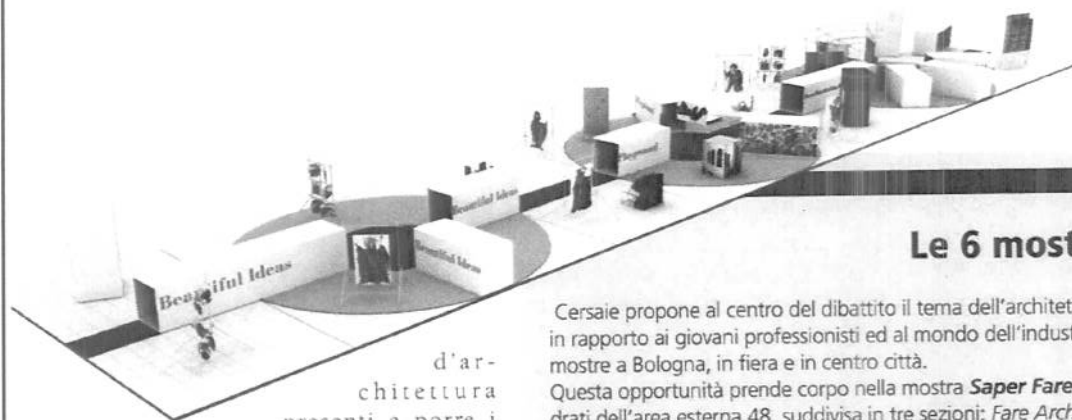 Beautiful Ideas
Beautiful Ideas
Beautiful Ideas
Playground
d'ar-
chitettura
presenti a porre i
Le 6 most
Cersaie propone al centro del dibattito il tema dell'architet
in rapporto ai giovani professionisti ed al mondo dell'indust
mostre a Bologna, in fiera e in centro città.
Questa opportunità prende corpo nella mostra Saper Fare
drati dell'area esterna 48, suddivisa in tre sezioni: Fare Arch